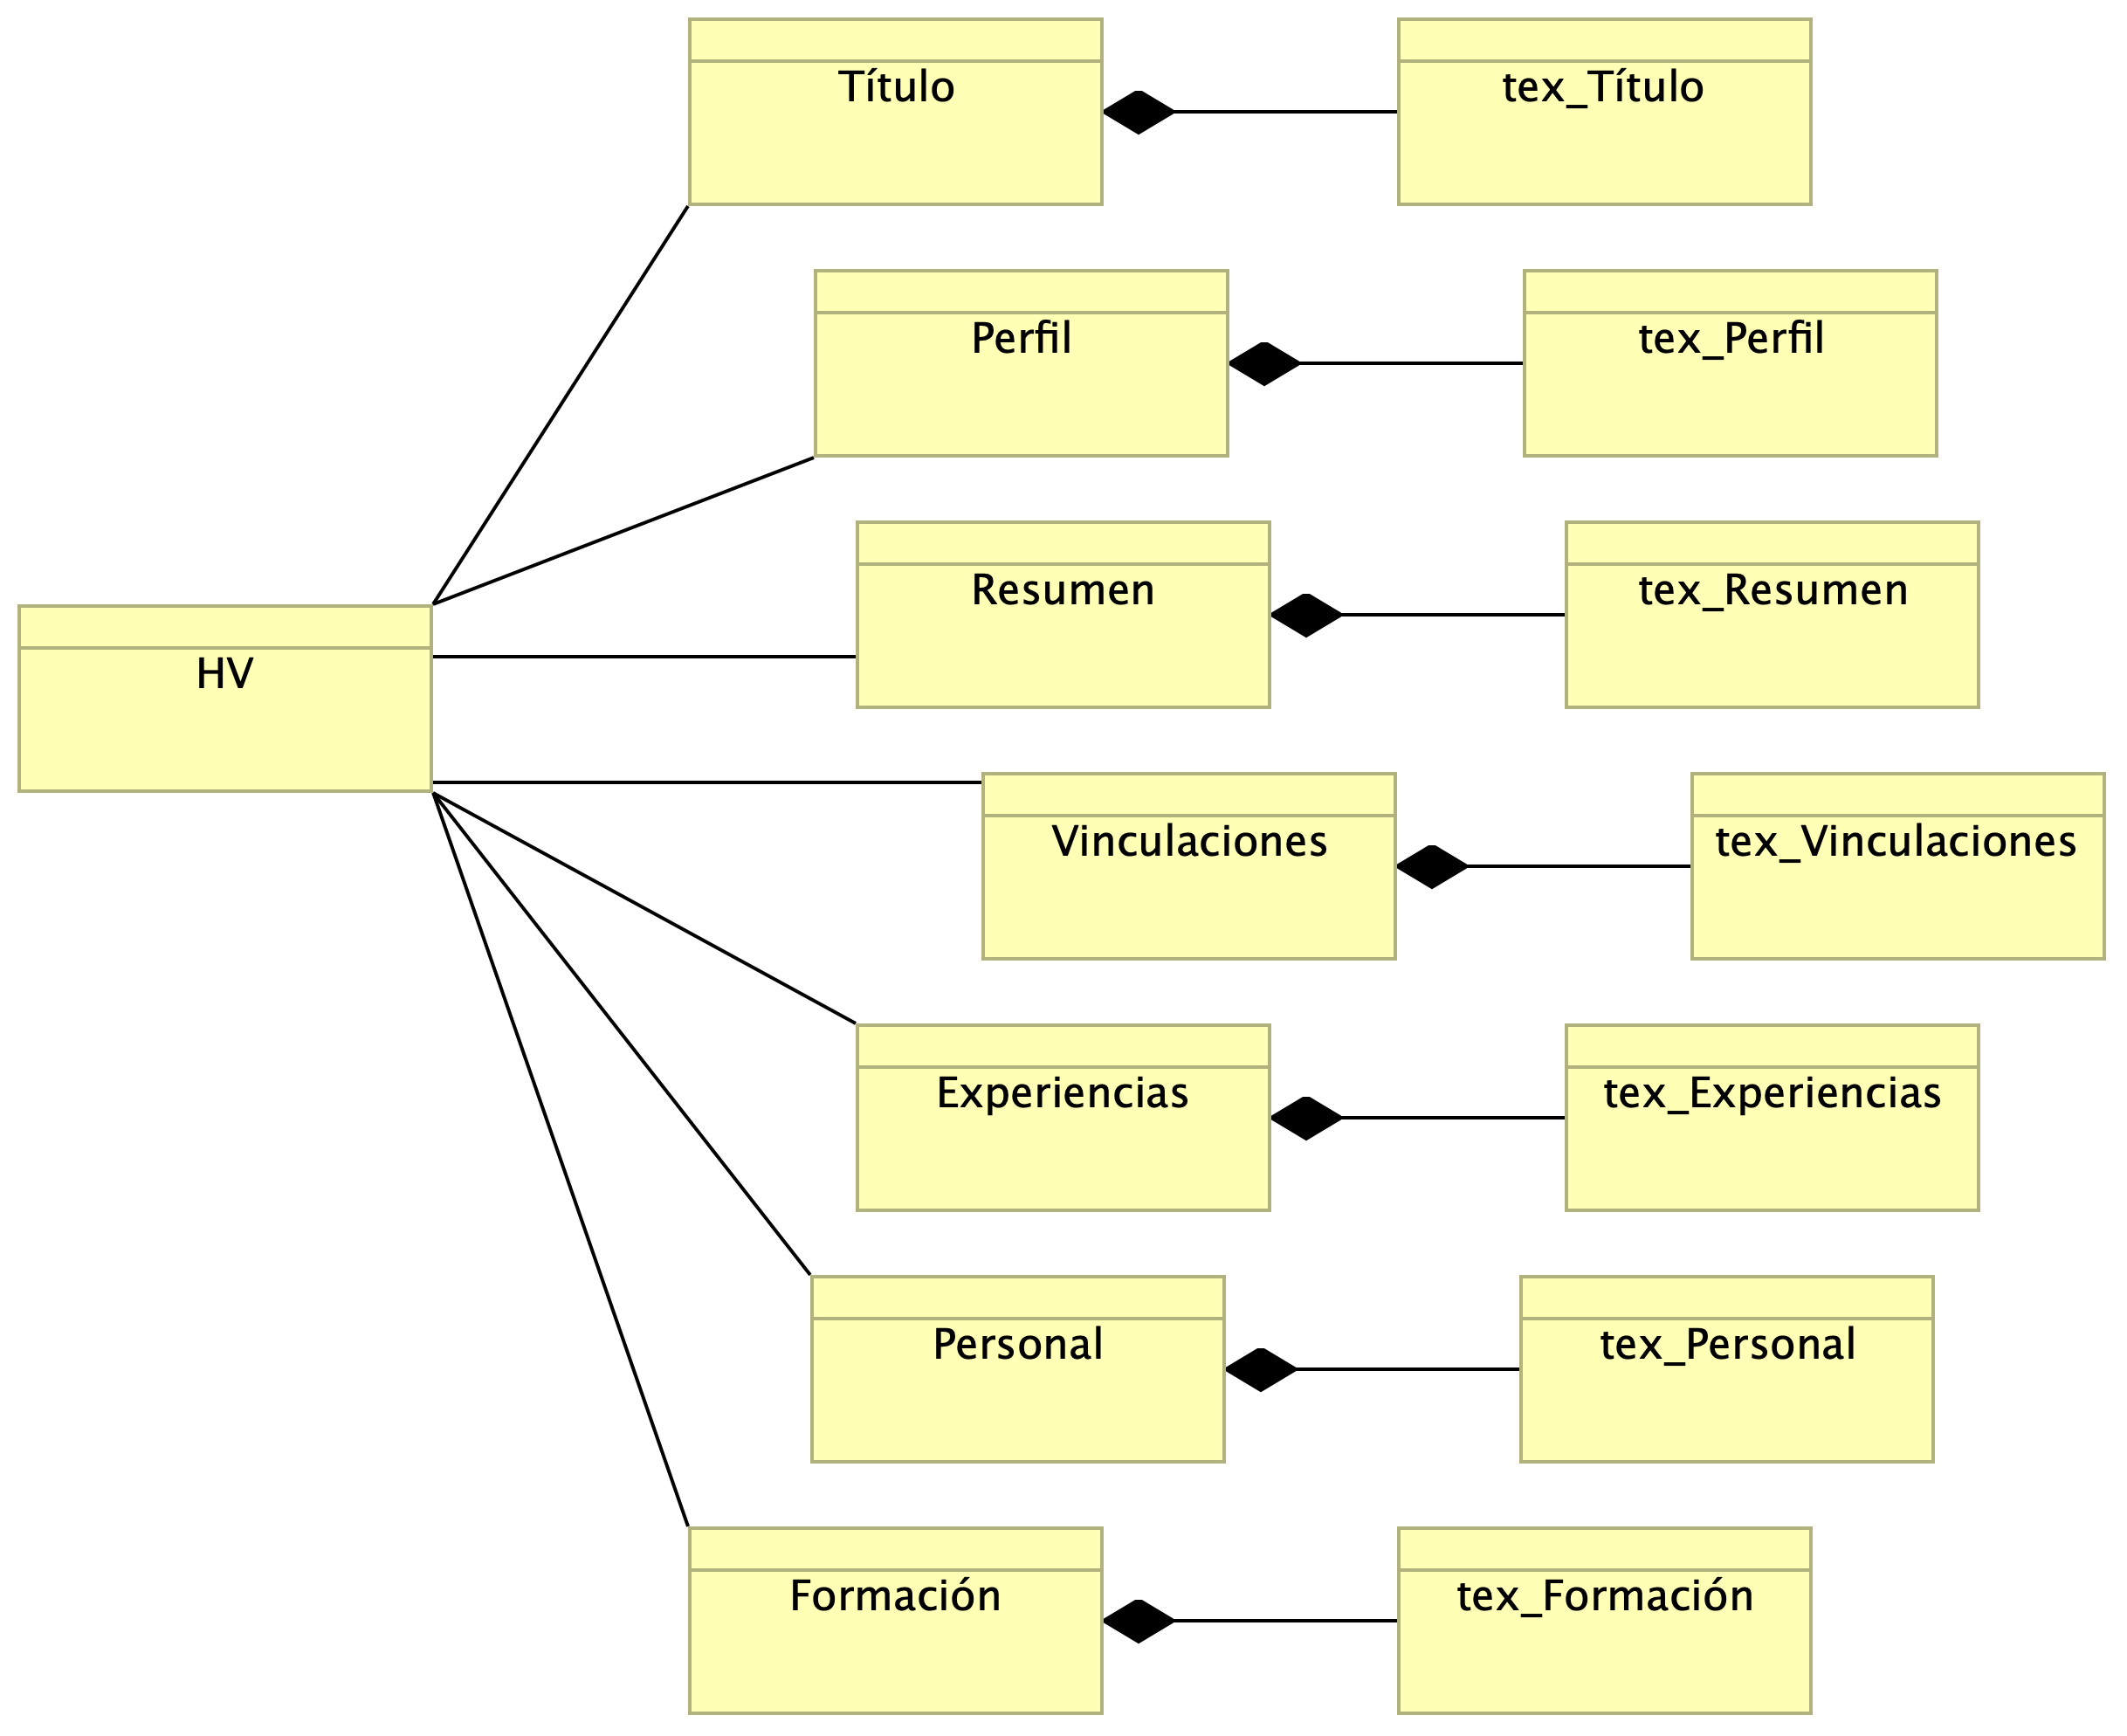 Título
tex_Título
Perfil
tex_Perfil
Resumen
tex_Resumen
HV
Vinculaciones
tex_Vinculaciones
Experiencias
tex_Experiencias
Personal
tex_Personal
Formación
tex_Formación